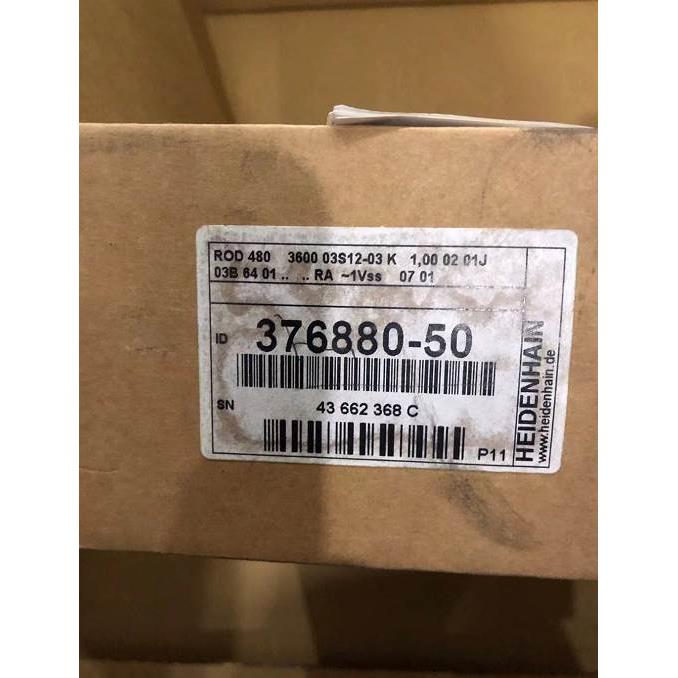 ROD 480 3600 03S12-03 K 1,00 02 01J
03B 64 01 .. .. RA ~1Vss 07 01
ID 376880-50
SN 43 662 368 C
P11
HEIDENHAIN
www.heidenhain.de